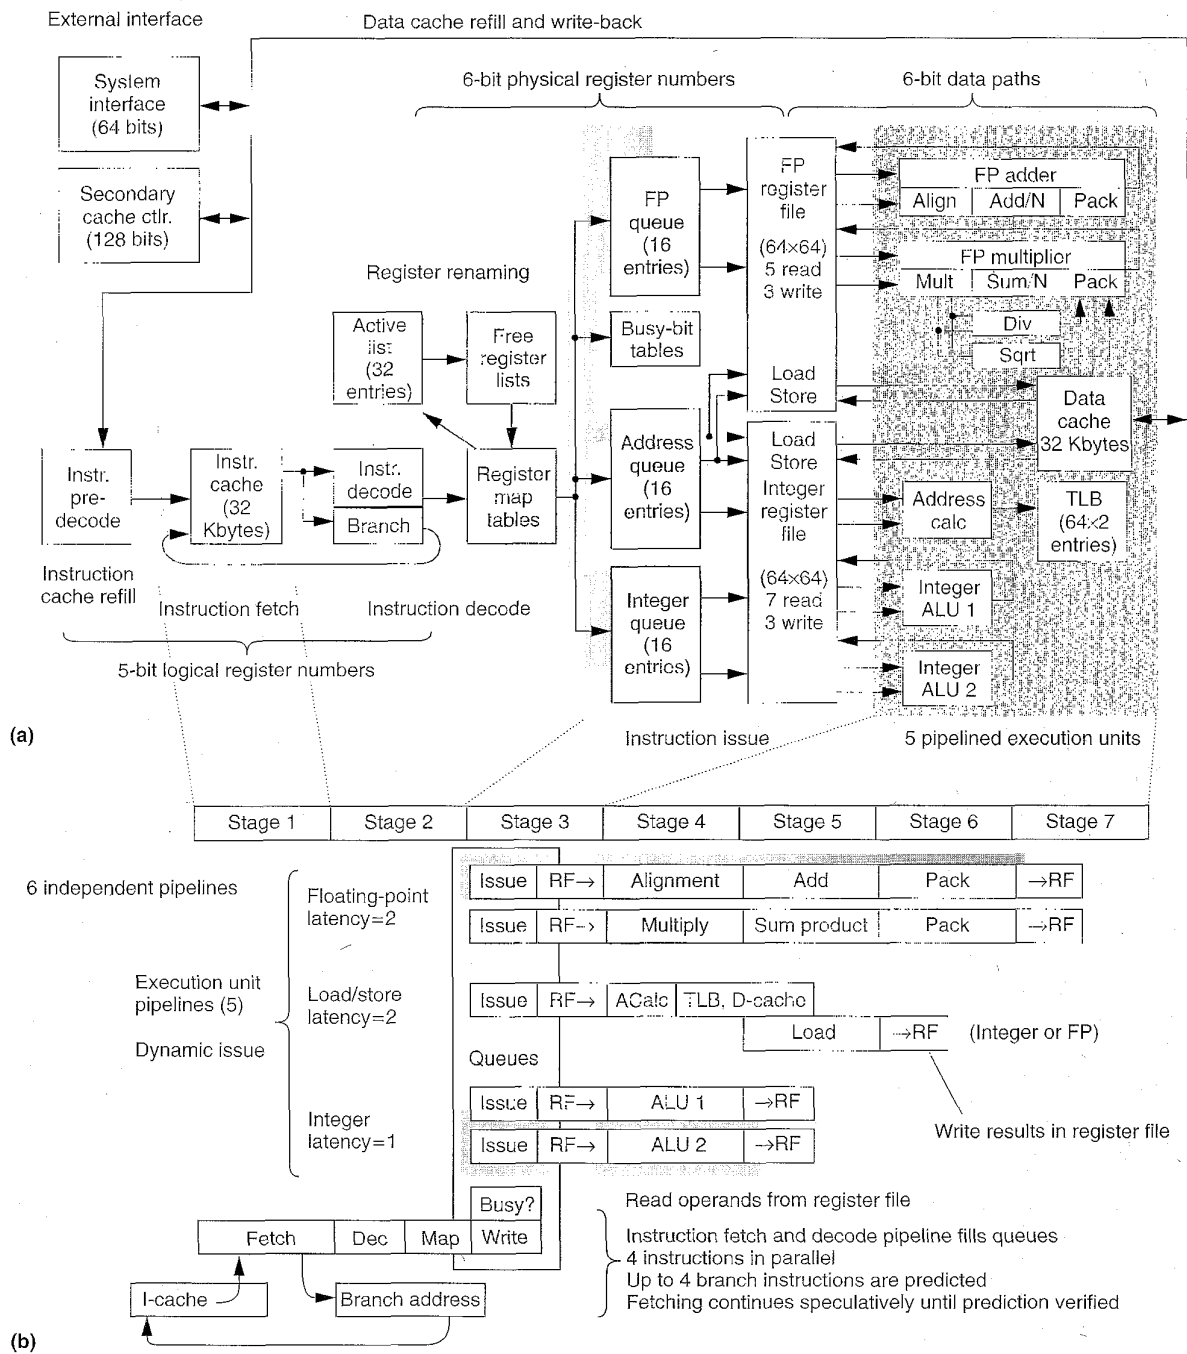 External interface
Data cache refill and write-back
System
interface
(64 bits)
Secondary
cache ctlr.
(128 bits)
6-bit physical register numbers
6-bit data paths
FP
queue
(16
entries)
FP
register
file
(64×64)
5 read
3 write
Load
Store
FP adder
Align
Add/N
Pack
FP multiplier
Mult
Sum/N
Pack
Div
Sqrt
Register renaming
Active
list
(32
entries)
Free
register
lists
Busy-bit
tables
Data
cache
32 Kbytes
Instr.
pre-
decode
Instr.
cache
(32
Kbytes)
Instr.
decode
Branch
Register
map
tables
Address
queue
(16
entries)
Load
Store
Integer
register
file
(64×64)
7 read
3 write
Address
calc
TLB
(64×2
entries)
Instruction
cache refill
Instruction fetch
Instruction decode
5-bit logical register numbers
Integer
queue
(16
entries)
Integer
ALU 1
Integer
ALU 2
(a)
Instruction issue
5 pipelined execution units
Stage 1
Stage 2
Stage 3
Stage 4
Stage 5
Stage 6
Stage 7
6 independent pipelines
Floating-point
latency=2
Issue
RF→
Alignment
Add
Pack
→RF
Issue
RF→
Multiply
Sum product
Pack
→RF
Execution unit
pipelines (5)
Dynamic issue
Load/store
latency=2
Issue
RF→
ACalc
TLB, D-cache
Load
→RF
(Integer or FP)
Queues
Integer
latency=1
Issue
RF→
ALU 1
→RF
Issue
RF→
ALU 2
→RF
Write results in register file
Busy?
Fetch
Dec
Map
Write
I-cache
Branch address
Read operands from register file
Instruction fetch and decode pipeline fills queues
4 instructions in parallel
Up to 4 branch instructions are predicted
Fetching continues speculatively until prediction verified
(b)